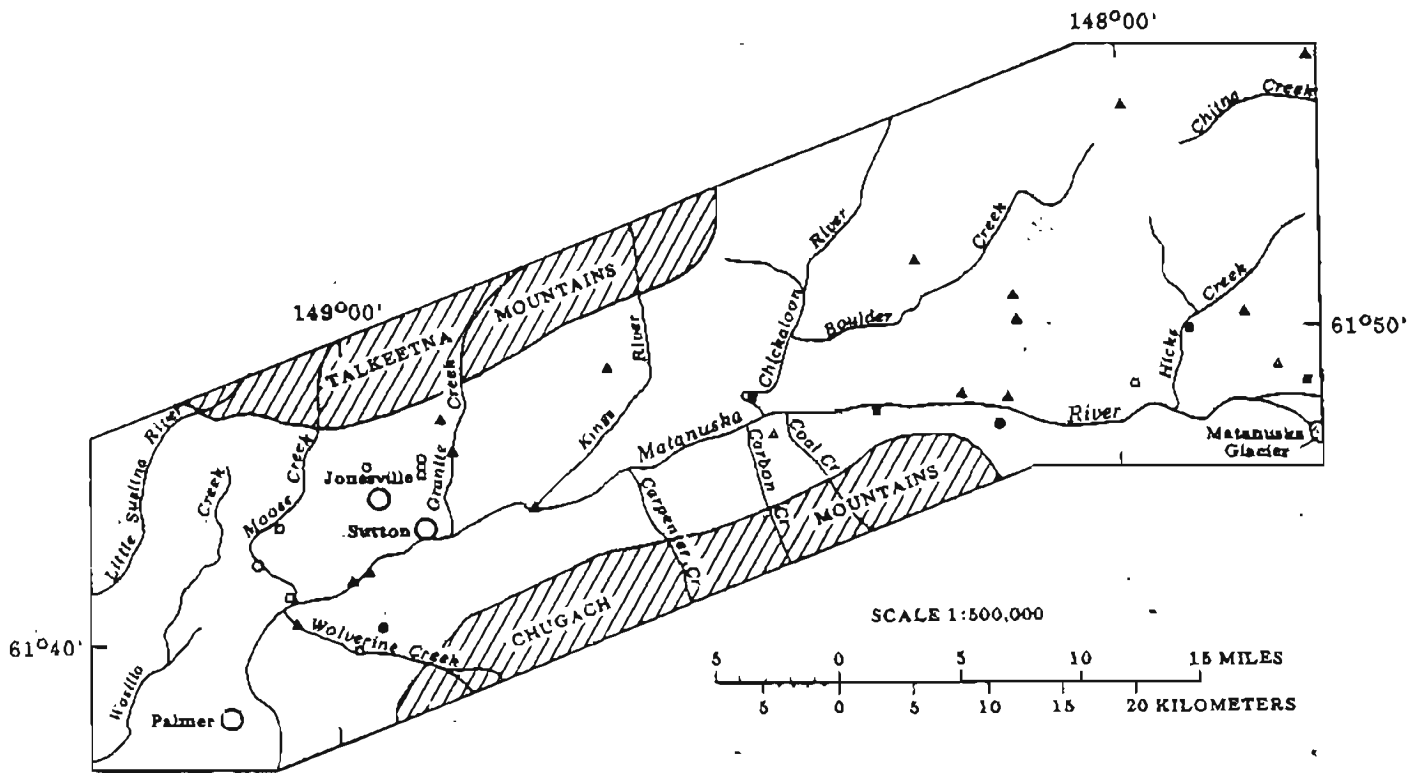 148°00'
Chitna Creek
River
Creek
MOUNTAINS
149°00'
TALKEETNA
River
Chickaloon
Boulder
Creek
Hicks
61°50'
Creek
Kings
Matanuska
River
Matanuska
Glacier
Little Susitna River
Creek
Moose Creek
Jonesville
Granite
Carbon Cr
Coal Cr
MOUNTAINS
Sutton
Carpenter Cr
CHUGACH
SCALE 1:500,000
61°40'
Wolverine Creek
5 0 5 10 15 MILES
5 0 5 10 15 20 KILOMETERS
Wasilla
Palmer